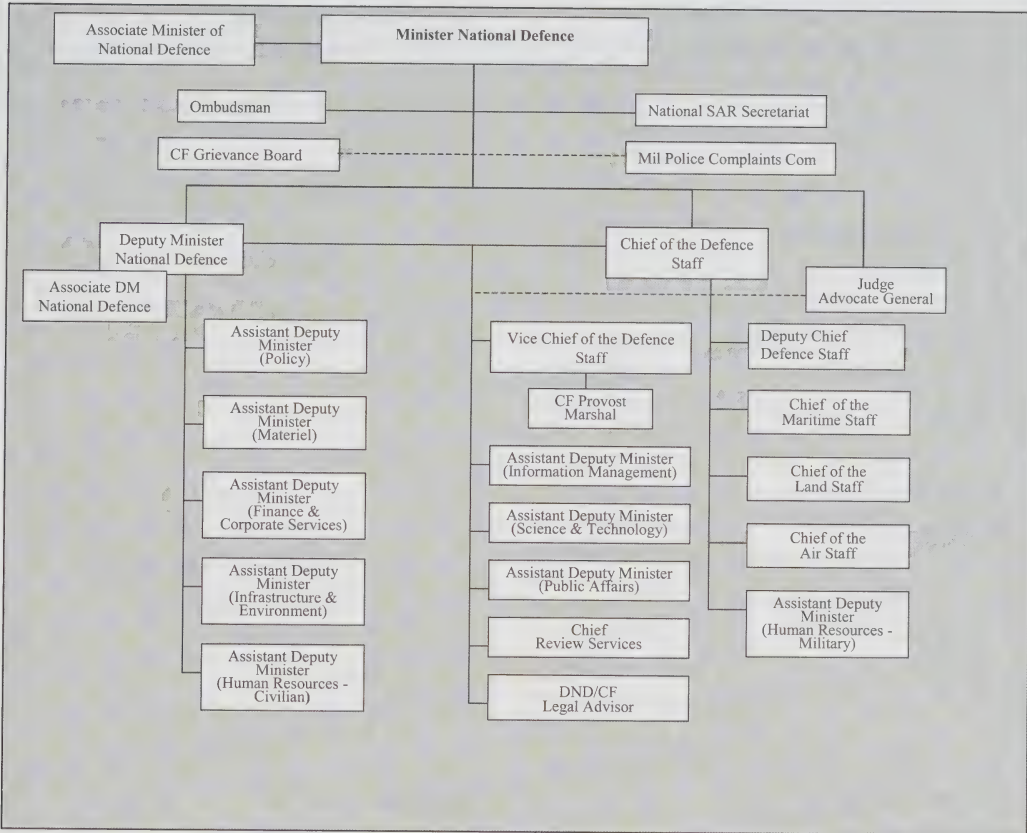 Associate Minister of
National Defence
Minister National Defence
Ombudsman
National SAR Secretariat
CF Grievance Board
Mil Police Complaints Com
Deputy Minister
National Defence
Chief of the Defence
Staff
Associate DM
National Defence
Judge
Advocate General
Assistant Deputy
Minister
(Policy)
Assistant Deputy
Minister
(Materiel)
Assistant Deputy
Minister
(Finance &
Corporate Services)
Assistant Deputy
Minister
(Infrastructure &
Environment)
Assistant Deputy
Minister
(Human Resources -
Civilian)
Vice Chief of the Defence
Staff
CF Provost
Marshal
Assistant Deputy Minister
(Information Management)
Assistant Deputy Minister
(Science & Technology)
Assistant Deputy Minister
(Public Affairs)
Chief
Review Services
DND/CF
Legal Advisor
Deputy Chief
Defence Staff
Chief of the
Maritime Staff
Chief of the
Land Staff
Chief of the
Air Staff
Assistant Deputy
Minister
(Human Resources -
Military)